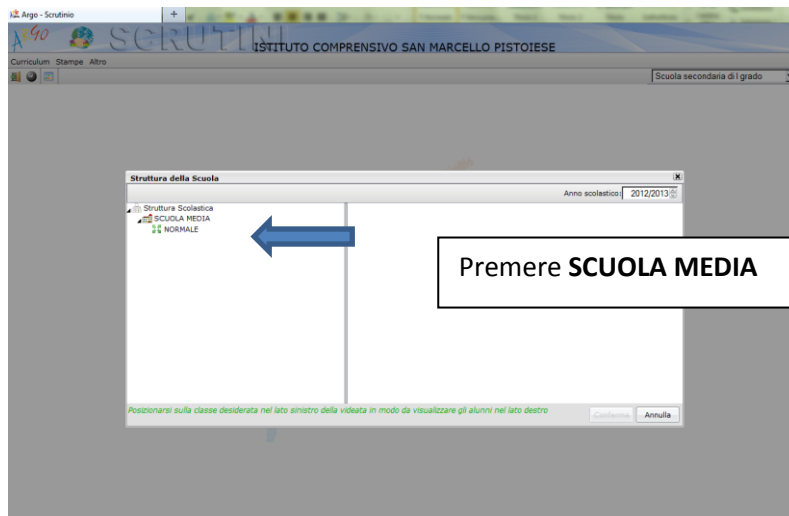 Argo - Scrutinio
+
Argo
SCRUTINI
ISTITUTO COMPRENSIVO SAN MARCELLO PISTOIESE
Curriculum Stampe Altro
Scuola secondaria di I grado
Struttura della Scuola
Anno scolastico: 2012/2013
Struttura Scolastica
SCUOLA MEDIA
NORMALE
Premere SCUOLA MEDIA
Posizionarsi sulla classe desiderata nel lato sinistro della videata in modo da visualizzare gli alunni nel lato destro
Conferma Annulla